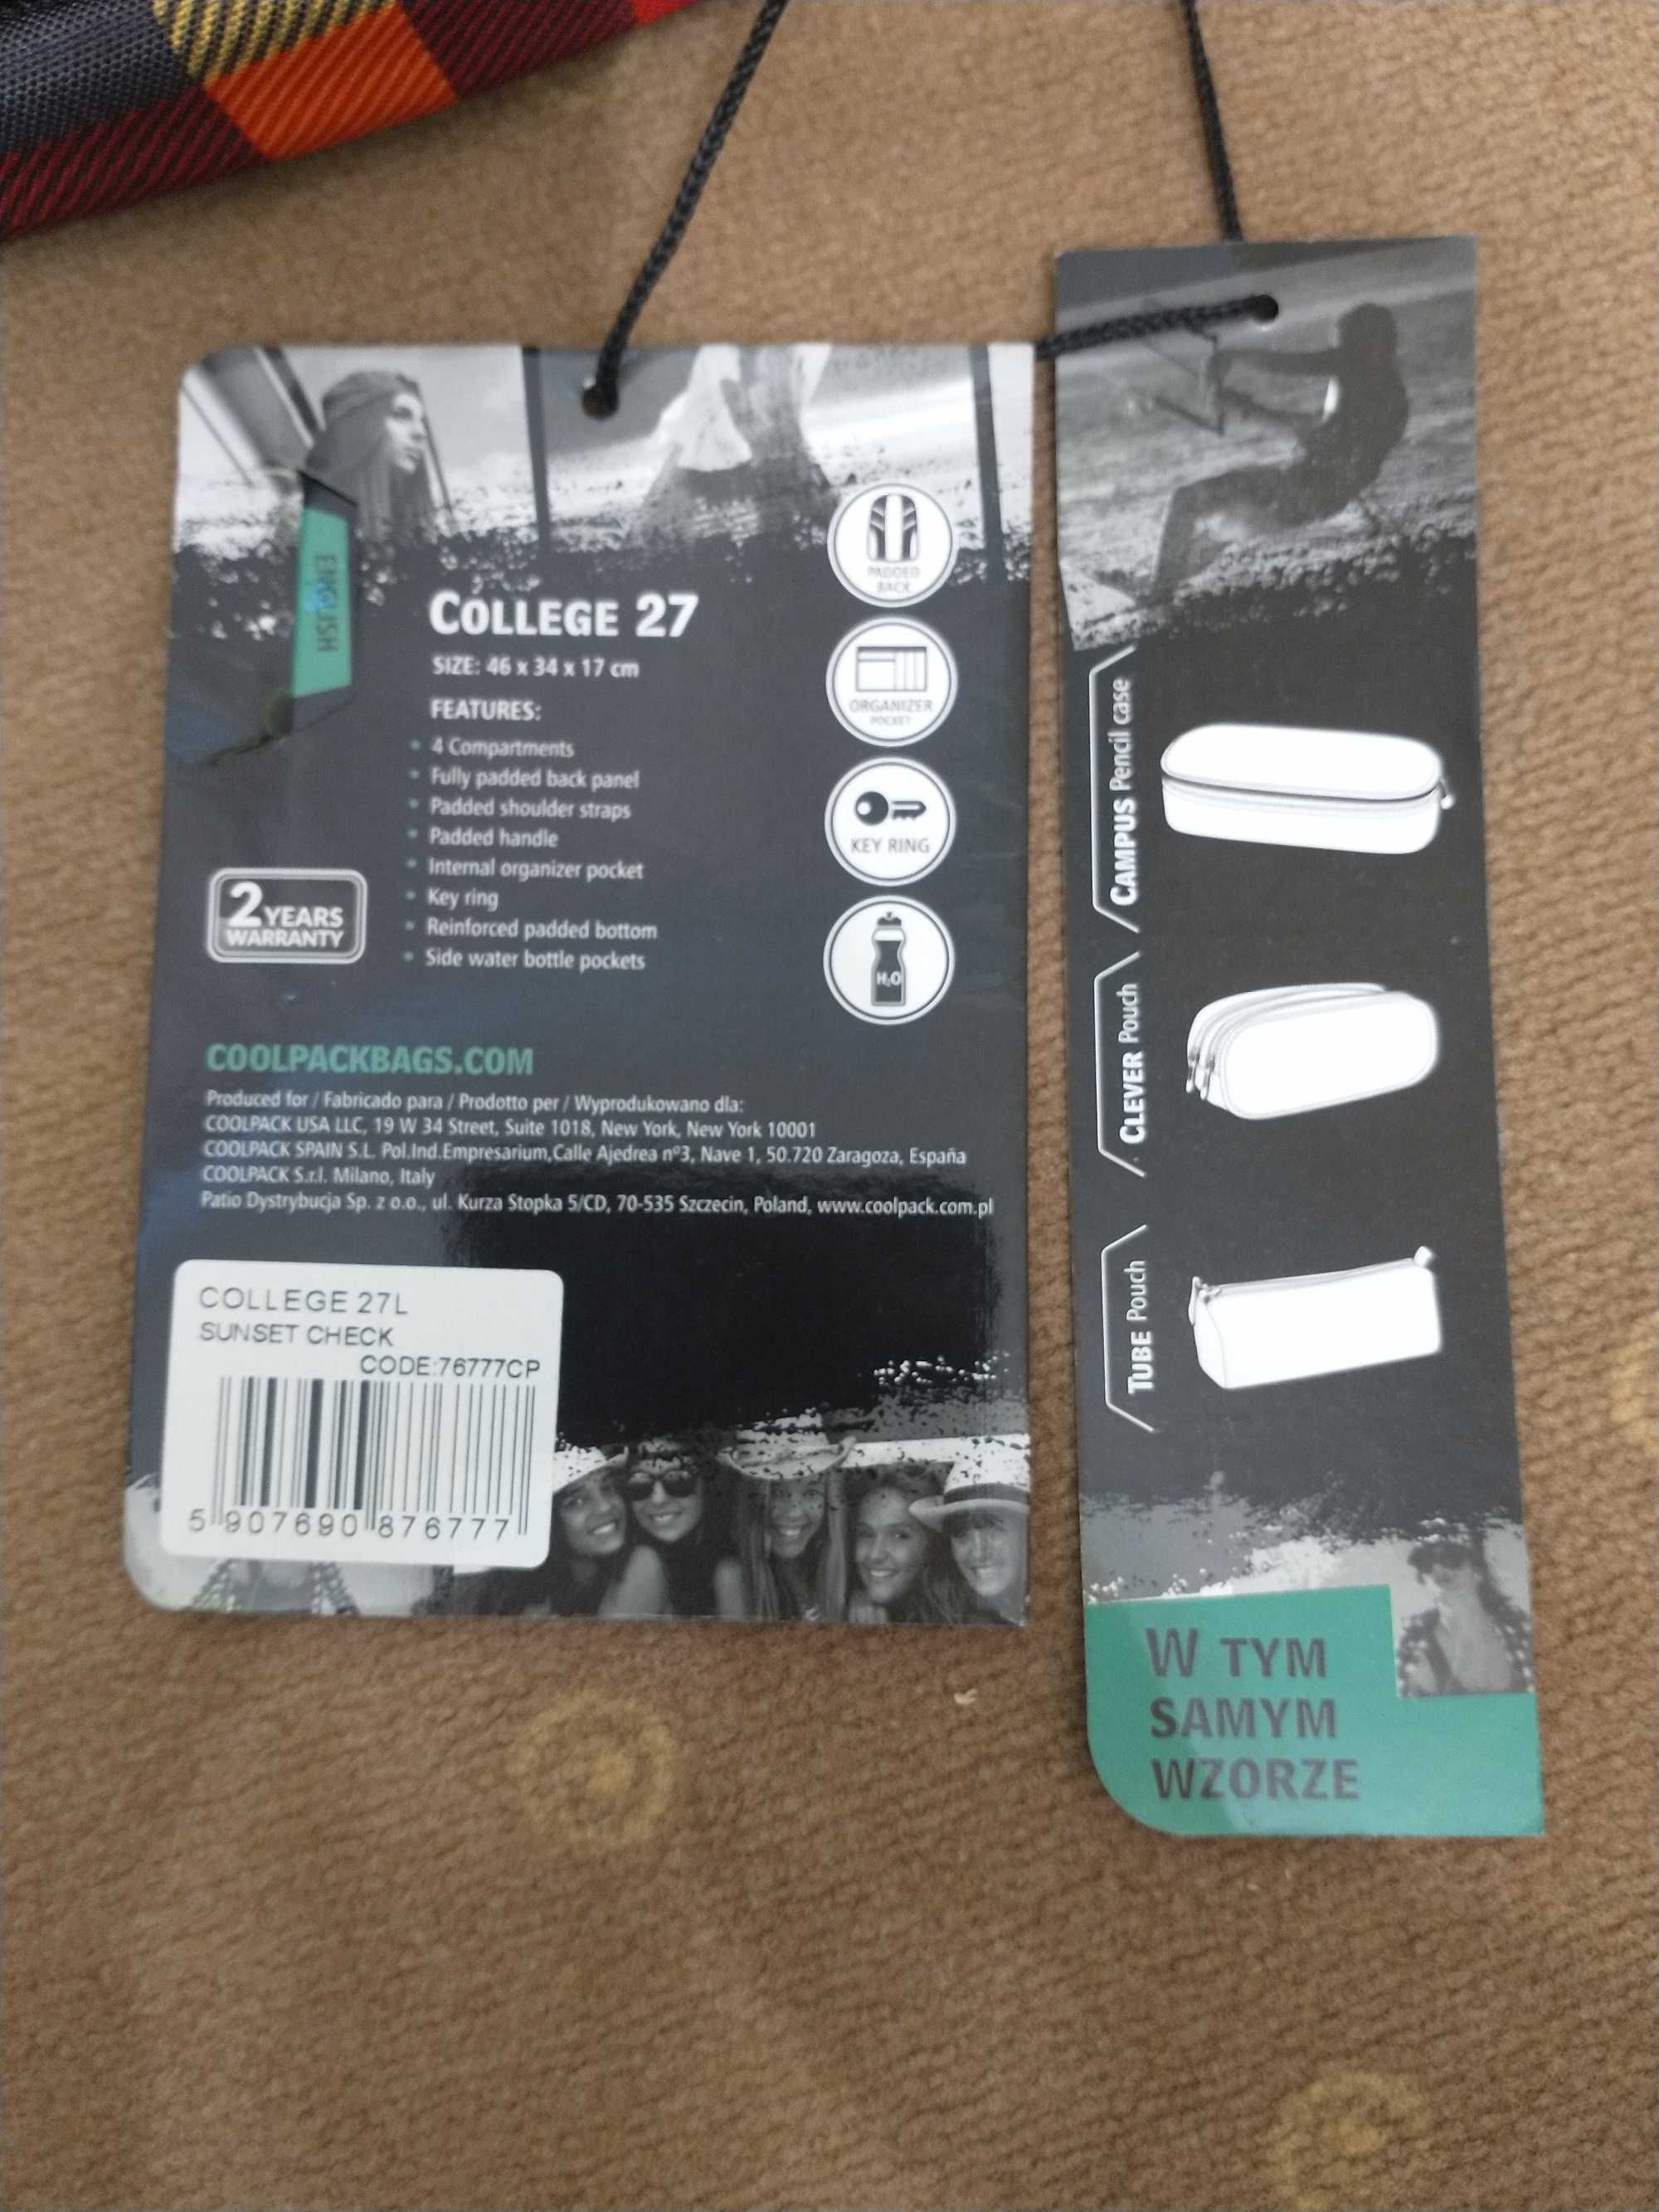 ENGLISH
COLLEGE 27
SIZE: 46 x 34 x 17 cm
FEATURES:
• 4 Compartments
• Fully padded back panel
• Padded shoulder straps
• Padded handle
• Internal organizer pocket
• Key ring
• Reinforced padded bottom
• Side water bottle pockets
2 YEARS
WARRANTY
PADDED
BACK
ORGANIZER
POCKET
KEY RING
H2O
COOLPACKBAGS.COM
Produced for / Fabricado para / Prodotto per / Wyprodukowano dla:
COOLPACK USA LLC, 19 W 34 Street, Suite 1018, New York, New York 10001
COOLPACK SPAIN S.L. Pol.Ind.Empresarium,Calle Ajedrea nº3, Nave 1, 50.720 Zaragoza, España
COOLPACK S.r.l. Milano, Italy
Patio Dystrybucja Sp. z o.o., ul. Kurza Stopka 5/CD, 70-535 Szczecin, Poland, www.coolpack.com.pl
COLLEGE 27L
SUNSET CHECK
CODE:76777CP
5 907690 876777
CAMPUS Pencil case
CLEVER Pouch
TUBE Pouch
W TYM
SAMYM
WZORZE